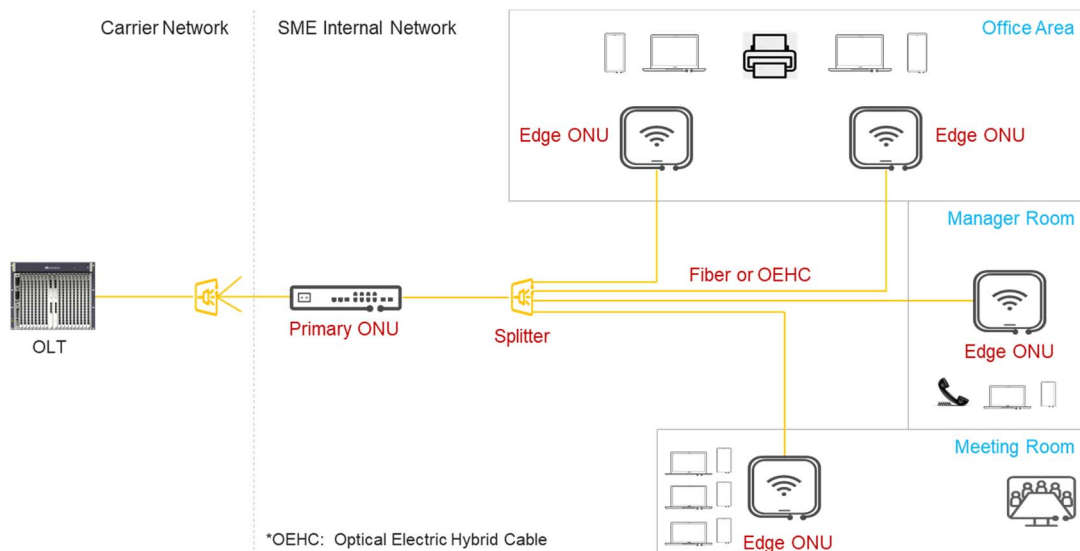 Carrier Network
SME Internal Network
Office Area
Edge ONU
Edge ONU
Manager Room
Fiber or OEHC
Primary ONU
Splitter
OLT
Edge ONU
Meeting Room
*OEHC: Optical Electric Hybrid Cable
Edge ONU